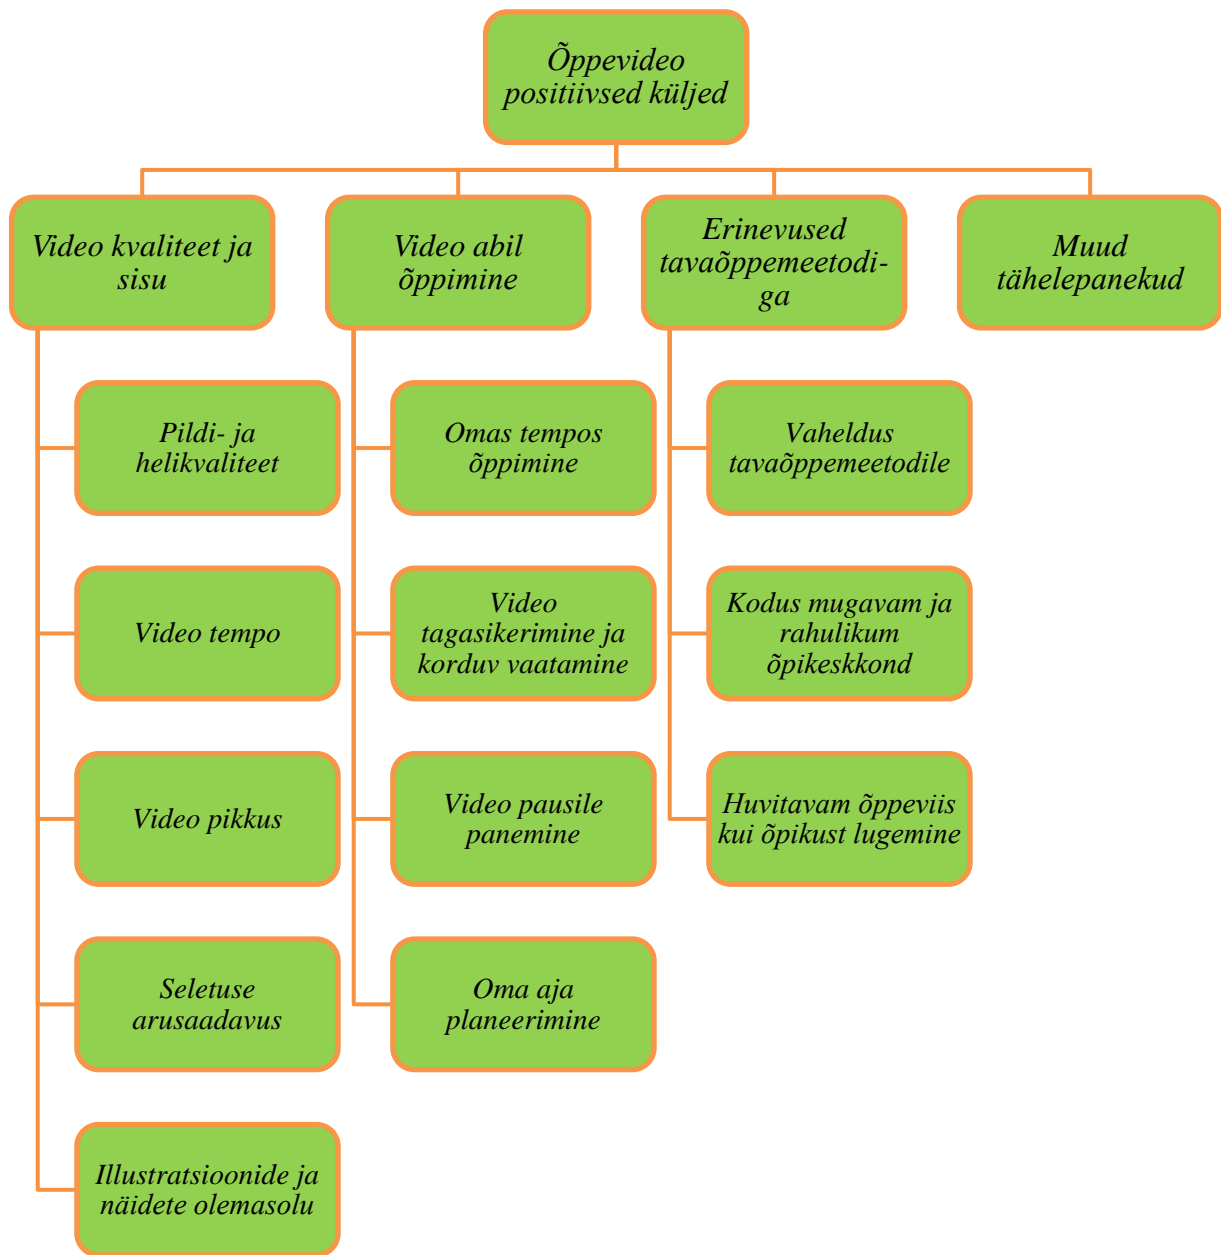 Õppevideo
positiivsed küljed
Video kvaliteet ja
sisu
Video abil
õppimine
Erinevused
tavaõppemeetodi-
ga
Muud
tähelepanekud
Pildi- ja
helikvaliteet
Video tempo
Video pikkus
Seletuse
arusaadavus
Illustratsioonide ja
näidete olemasolu
Omas tempos
õppimine
Video
tagasikerimine ja
korduv vaatamine
Video pausile
panemine
Oma aja
planeerimine
Vaheldus
tavaõppemeetodile
Kodus mugavam ja
rahulikum
õpikeskkond
Huvitavam õppeviis
kui õpikust lugemine